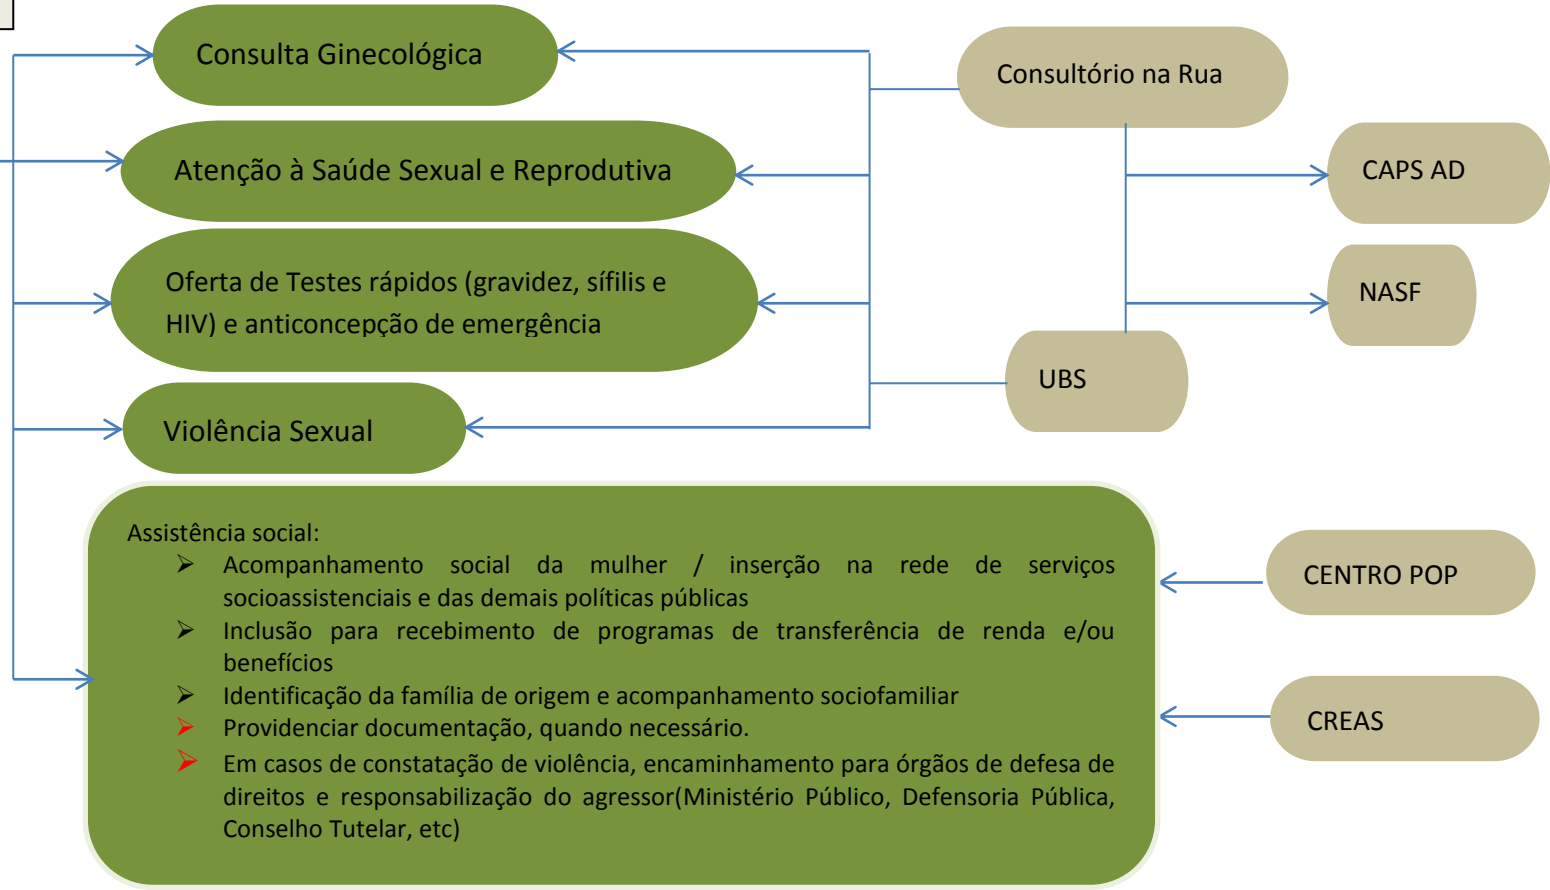 Consulta Ginecológica
Consultório na Rua
Atenção à Saúde Sexual e Reprodutiva
CAPS AD
Oferta de Testes rápidos (gravidez, sífilis e
HIV) e anticoncepção de emergência
NASF
UBS
Violência Sexual
Assistência social:
Acompanhamento social da mulher / inserção na rede de serviços
socioassistenciais e das demais políticas públicas
Inclusão para recebimento de programas de transferência de renda e/ou
benefícios
Identificação da família de origem e acompanhamento sociofamiliar
Providenciar documentação, quando necessário.
Em casos de constatação de violência, encaminhamento para órgãos de defesa de
direitos e responsabilização do agressor(Ministério Público, Defensoria Pública,
Conselho Tutelar, etc)
CENTRO POP
CREAS